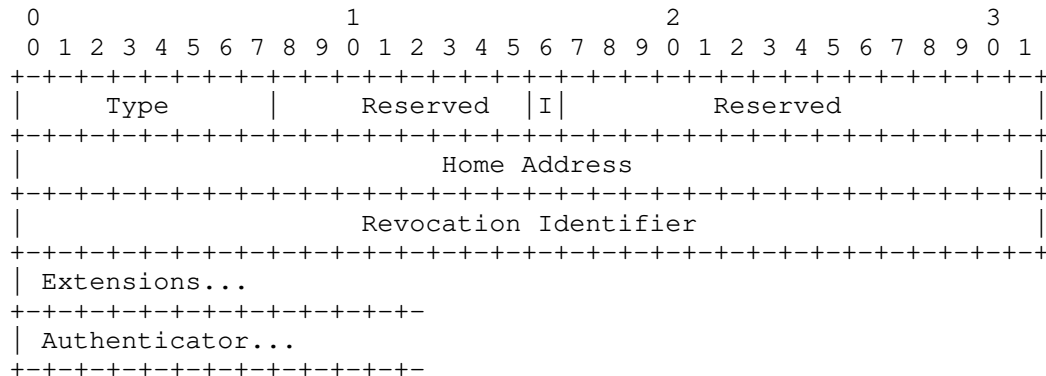 0                   1                   2                   3
 0 1 2 3 4 5 6 7 8 9 0 1 2 3 4 5 6 7 8 9 0 1 2 3 4 5 6 7 8 9 0 1
+-+-+-+-+-+-+-+-+-+-+-+-+-+-+-+-+-+-+-+-+-+-+-+-+-+-+-+-+-+-+-+-+
|     Type      |     Reserved  |I|         Reserved            |
+-+-+-+-+-+-+-+-+-+-+-+-+-+-+-+-+-+-+-+-+-+-+-+-+-+-+-+-+-+-+-+-+
|                          Home Address                         |
+-+-+-+-+-+-+-+-+-+-+-+-+-+-+-+-+-+-+-+-+-+-+-+-+-+-+-+-+-+-+-+-+
|                     Revocation Identifier                     |
+-+-+-+-+-+-+-+-+-+-+-+-+-+-+-+-+-+-+-+-+-+-+-+-+-+-+-+-+-+-+-+-+
| Extensions...
+-+-+-+-+-+-+-+-+-+-+-+-+-
| Authenticator...
+-+-+-+-+-+-+-+-+-+-+-+-+-